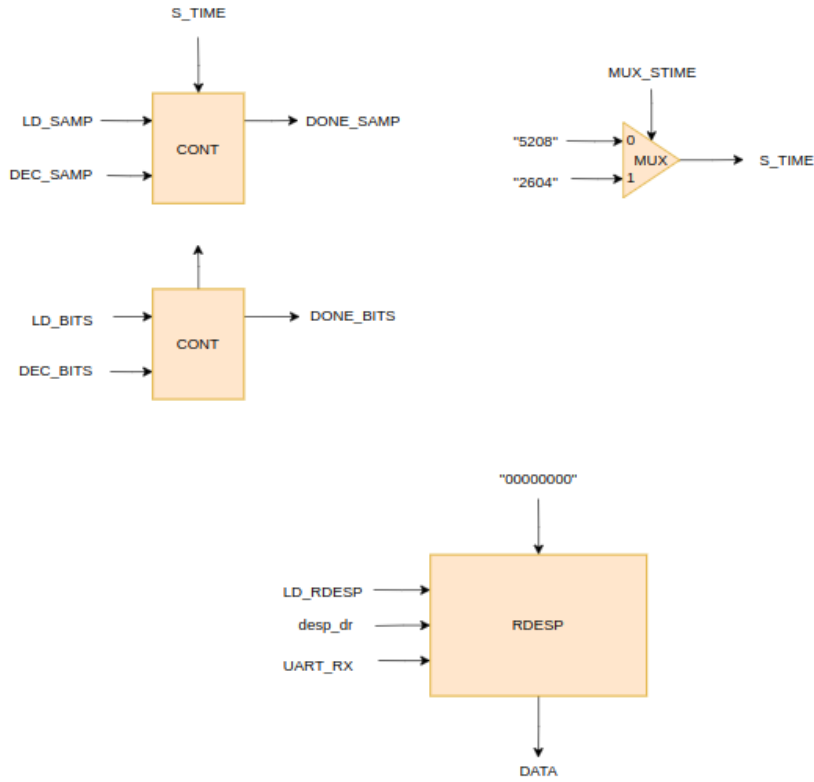 S_TIME
LD_SAMP
DEC_SAMP
CONT
DONE_SAMP
MUX_STIME
"5208"
"2604"
0
MUX
1
S_TIME
LD_BITS
DEC_BITS
CONT
DONE_BITS
"00000000"
LD_RDESP
desp_dr
UART_RX
RDESP
DATA